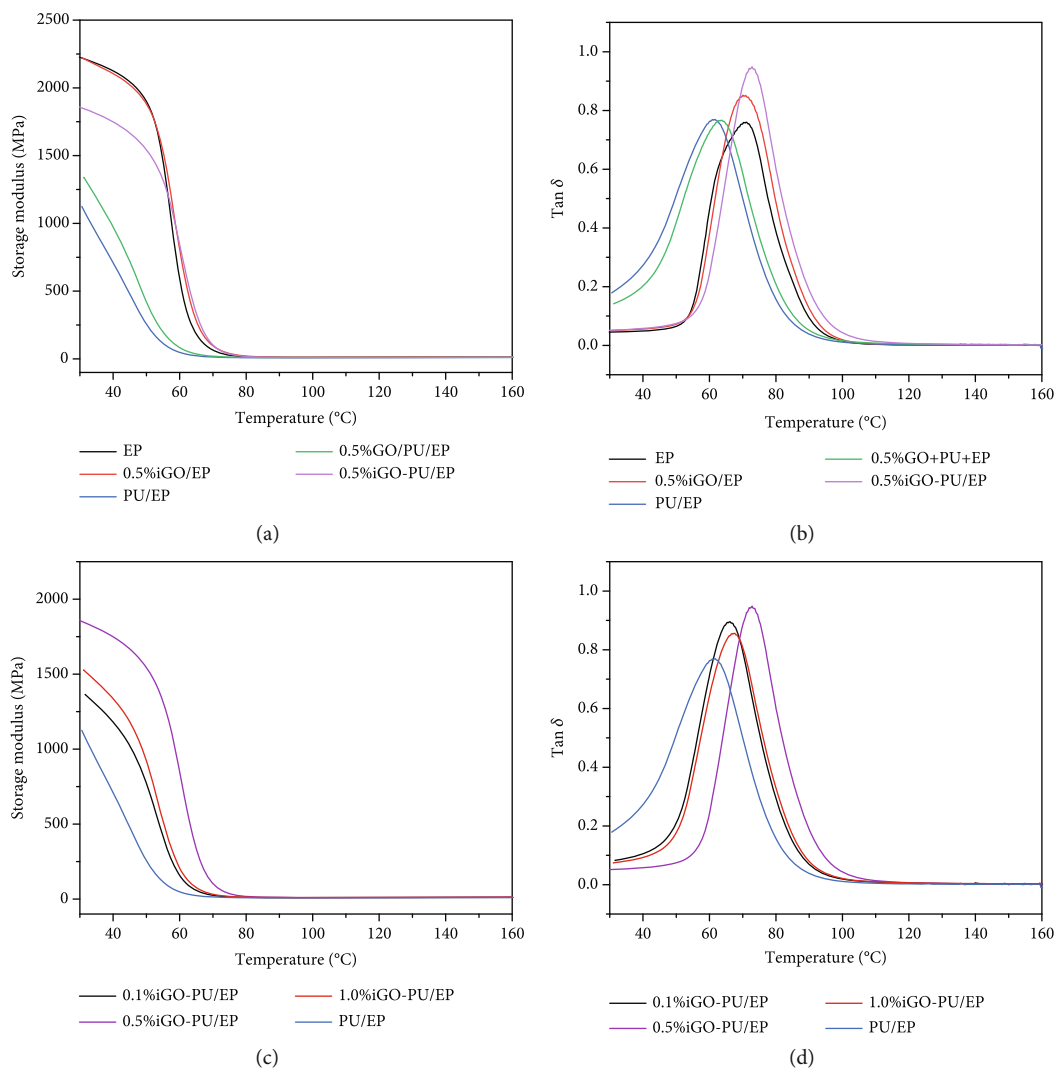 2500
2000
1500
1000
500
0
Storage modulus (MPa)
40 60 80 100 120 140 160
Temperature (°C)
EP
0.5%GO/PU/EP
0.5%iGO/EP
0.5%iGO-PU/EP
PU/EP
(a)
1.0
0.8
0.6
0.4
0.2
0.0
Tan δ
40 60 80 100 120 140 160
Temperature (°C)
EP
0.5%GO+PU+EP
0.5%iGO/EP
0.5%iGO-PU/EP
PU/EP
(b)
2000
1500
1000
500
0
Storage modulus (MPa)
40 60 80 100 120 140 160
Temperature (°C)
0.1%iGO-PU/EP
1.0%iGO-PU/EP
0.5%iGO-PU/EP
PU/EP
(c)
1.0
0.8
0.6
0.4
0.2
0.0
Tan δ
40 60 80 100 120 140 160
Temperature (°C)
0.1%iGO-PU/EP
1.0%iGO-PU/EP
0.5%iGO-PU/EP
PU/EP
(d)